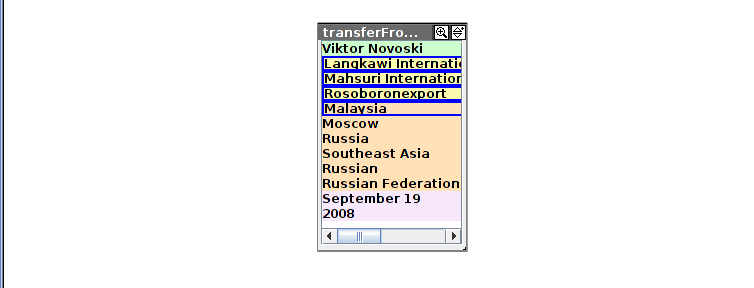 transferFro...
Viktor Novoski
Langkawi Internatio
Mahsuri Internation
Rosoboronexport
Malaysia
Moscow
Russia
Southeast Asia
Russian
Russian Federation
September 19
2008